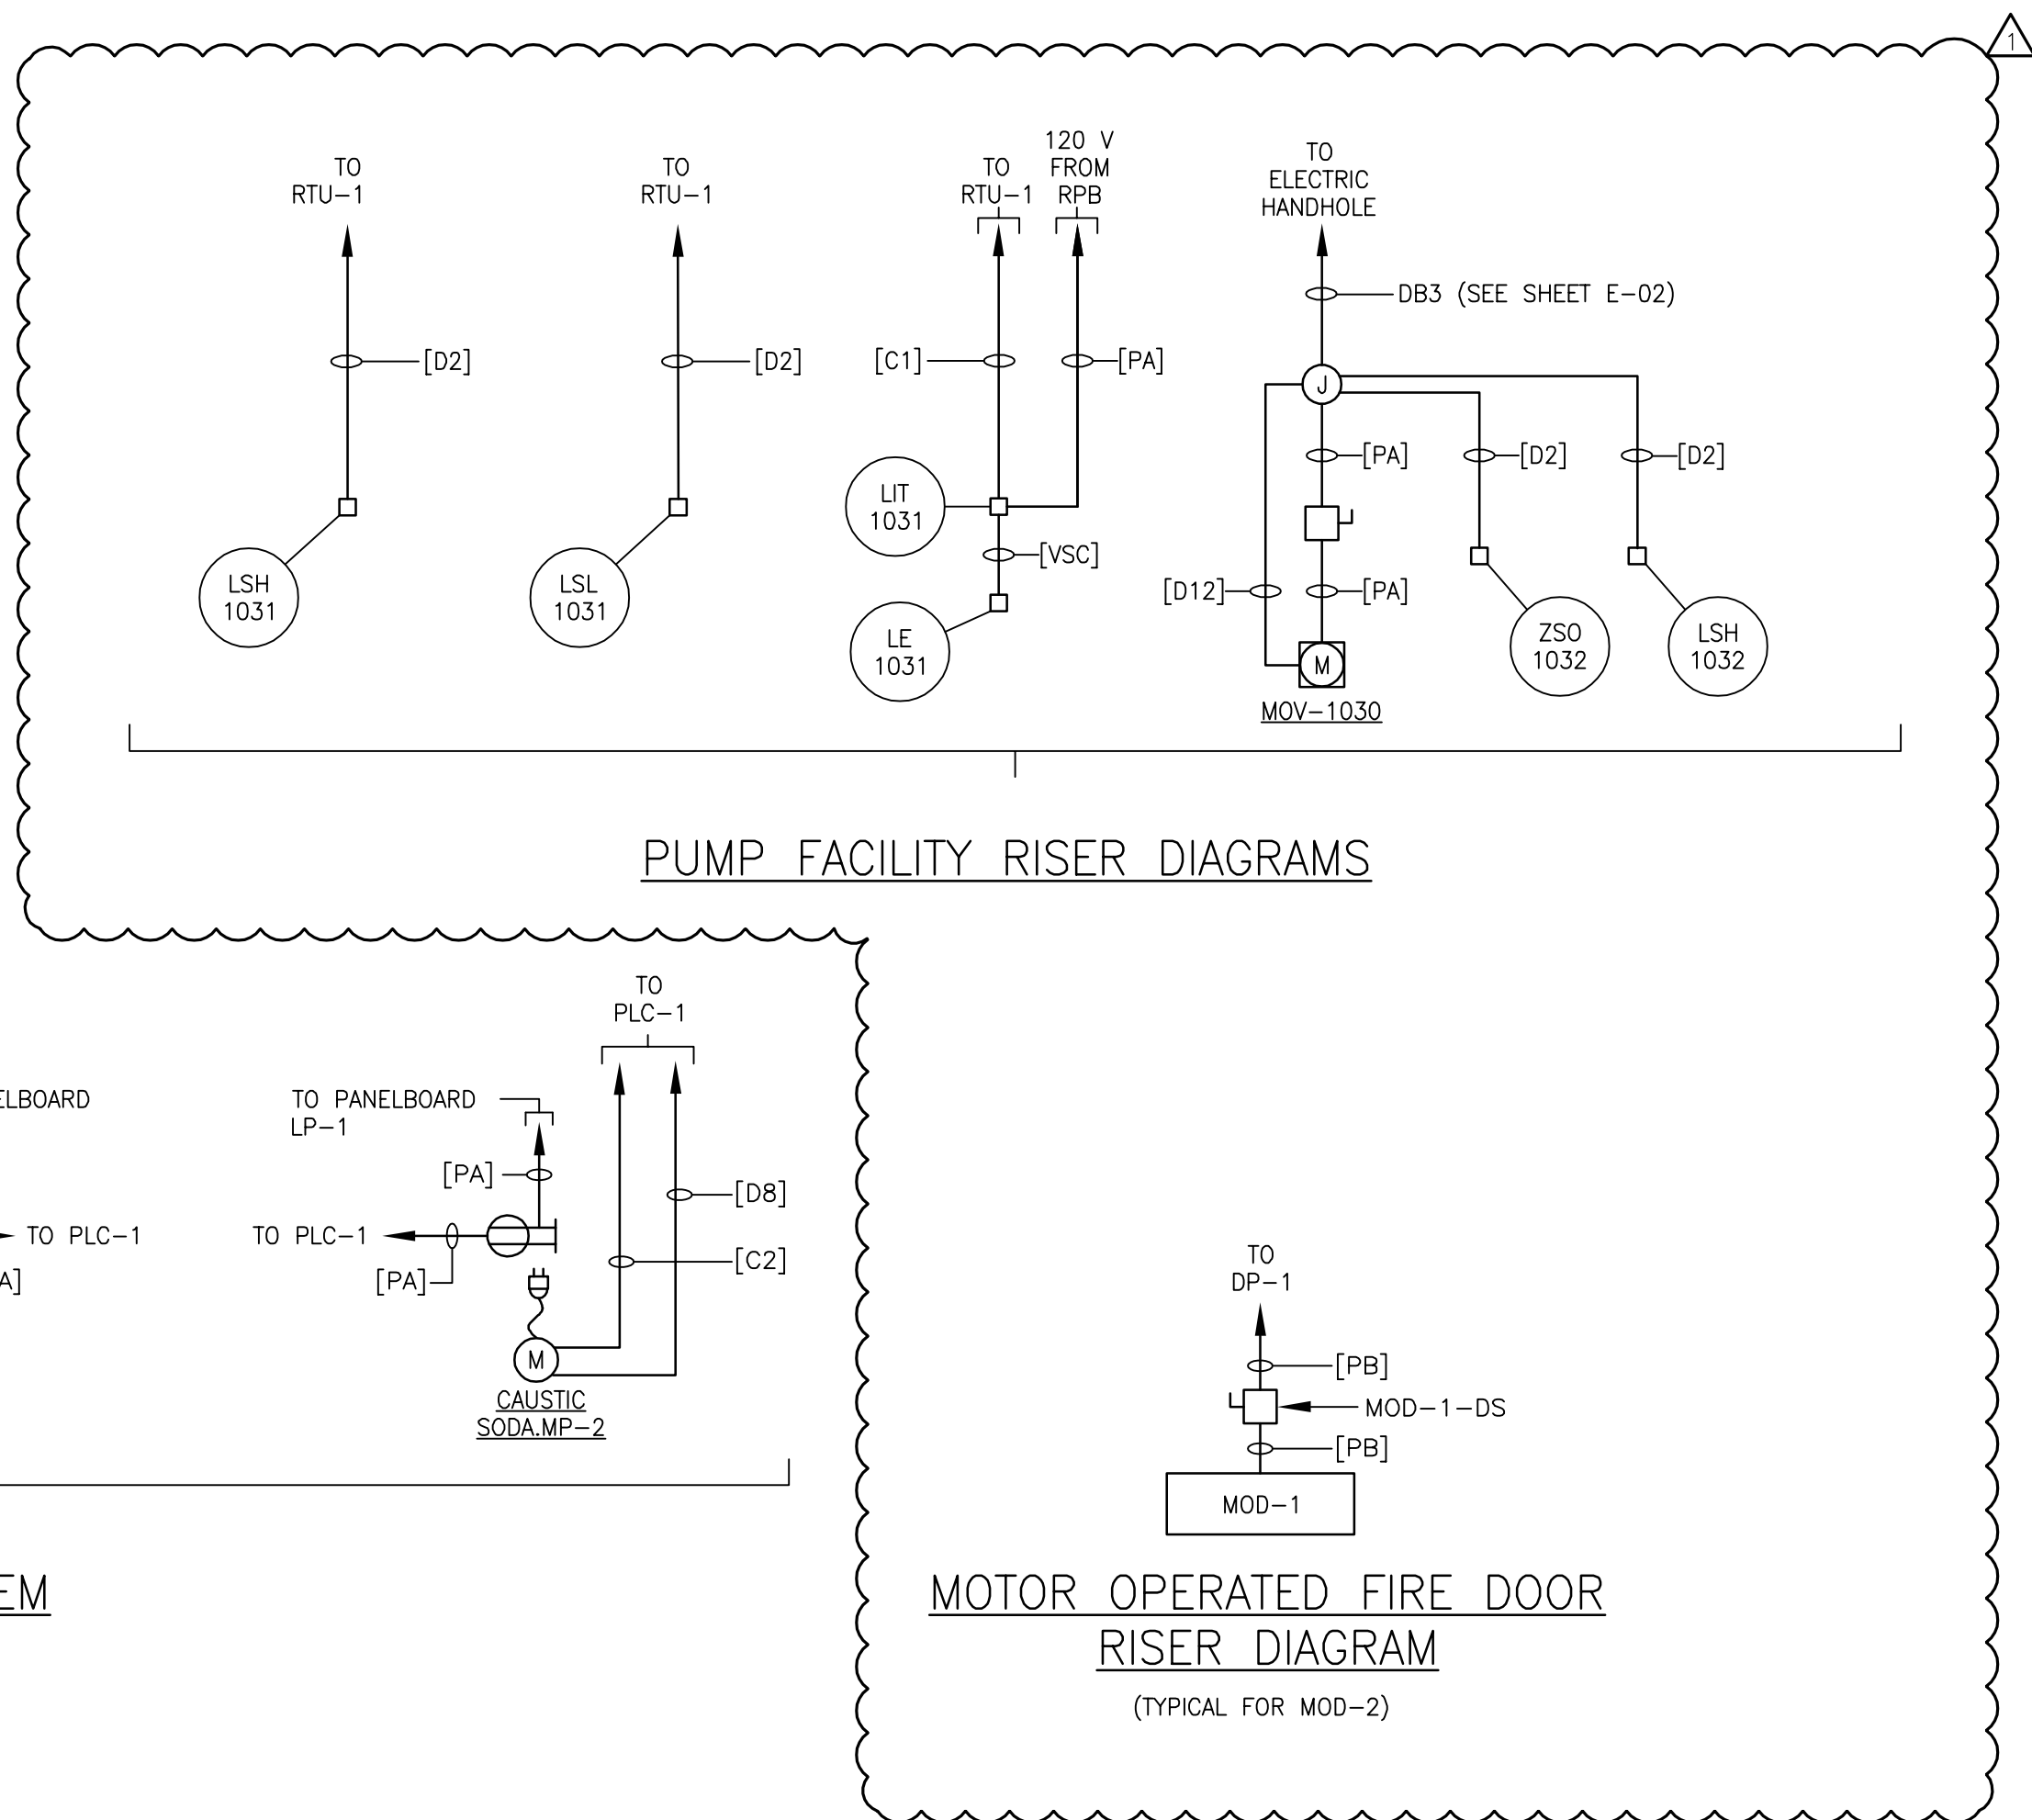 1
TO
RTU-1
[D2]
LSH
1031
TO
RTU-1
[D2]
LSL
1031
TO
RTU-1
120 V
FROM
RPB
[C1]
[PA]
LIT
1031
[VSC]
LE
1031
TO
ELECTRIC
HANDHOLE
DB3 (SEE SHEET E-02)
J
[PA]
[D2]
[D2]
[D12]
[PA]
ZSO
1032
LSH
1032
M
MOV-1030
PUMP FACILITY RISER DIAGRAMS
TO
PLC-1
ELBOARD
TO PANELBOARD
LP-1
[PA]
[D8]
TO PLC-1
TO PLC-1
[C2]
A]
[PA]
M
CAUSTIC
SODA.MP-2
EM
TO
DP-1
[PB]
MOD-1-DS
[PB]
MOD-1
MOTOR OPERATED FIRE DOOR
RISER DIAGRAM
(TYPICAL FOR MOD-2)